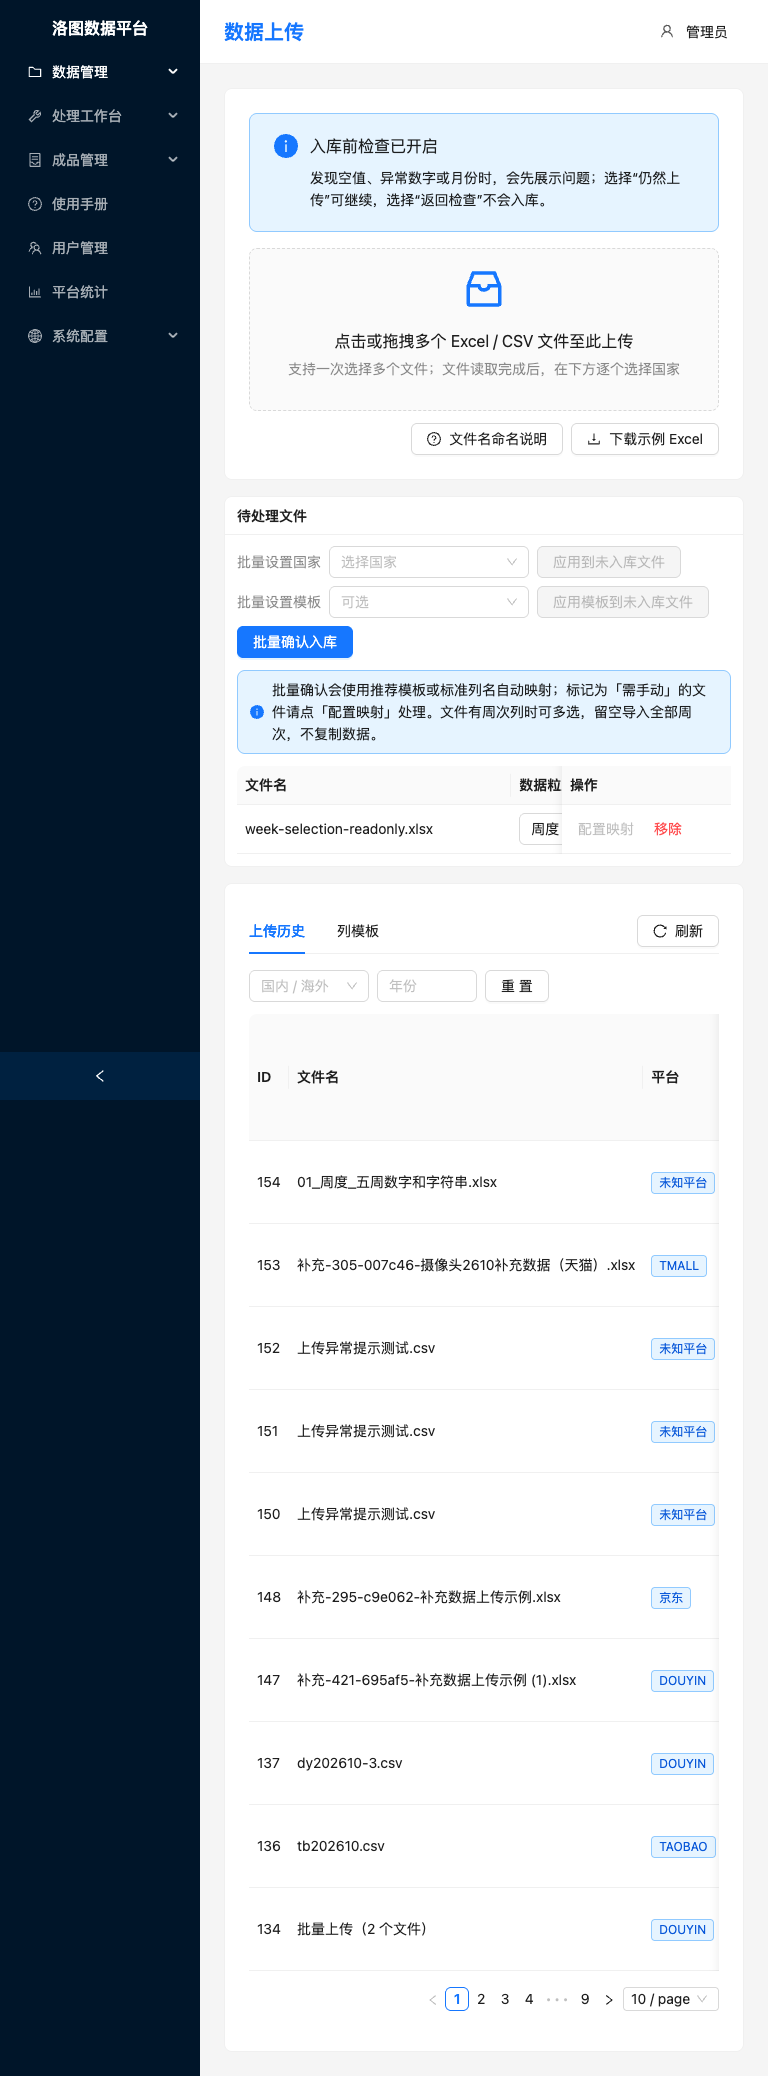 洛图数据平台
数据管理
处理工作台
成品管理
使用手册
用户管理
平台统计
系统配置
数据上传
管理员
入库前检查已开启
发现空值、异常数字或月份时，会先展示问题；选择“仍然上
传”可继续，选择“返回检查”不会入库。
点击或拖拽多个 Excel / CSV 文件至此上传
支持一次选择多个文件；文件读取完成后，在下方逐个选择国家
文件名命名说明
下载示例 Excel
待处理文件
批量设置国家 选择国家 应用到未入库文件
批量设置模板 可选 应用模板到未入库文件
批量确认入库
批量确认会使用推荐模板或标准列名自动映射；标记为「需手动」的文
件请点「配置映射」处理。文件有周次列时可多选，留空导入全部周
次，不复制数据。
文件名 数据粒 操作
week-selection-readonly.xlsx 周度 配置映射 移除
上传历史 列模板 刷新
国内 / 海外 年份 重 置
ID 文件名 平台
154 01_周度_五周数字和字符串.xlsx 未知平台
153 补充-305-007c46-摄像头2610补充数据（天猫）.xlsx TMALL
152 上传异常提示测试.csv 未知平台
151 上传异常提示测试.csv 未知平台
150 上传异常提示测试.csv 未知平台
148 补充-295-c9e062-补充数据上传示例.xlsx 京东
147 补充-421-695af5-补充数据上传示例 (1).xlsx DOUYIN
137 dy202610-3.csv DOUYIN
136 tb202610.csv TAOBAO
134 批量上传（2 个文件） DOUYIN
1 2 3 4 ••• 9 10 / page